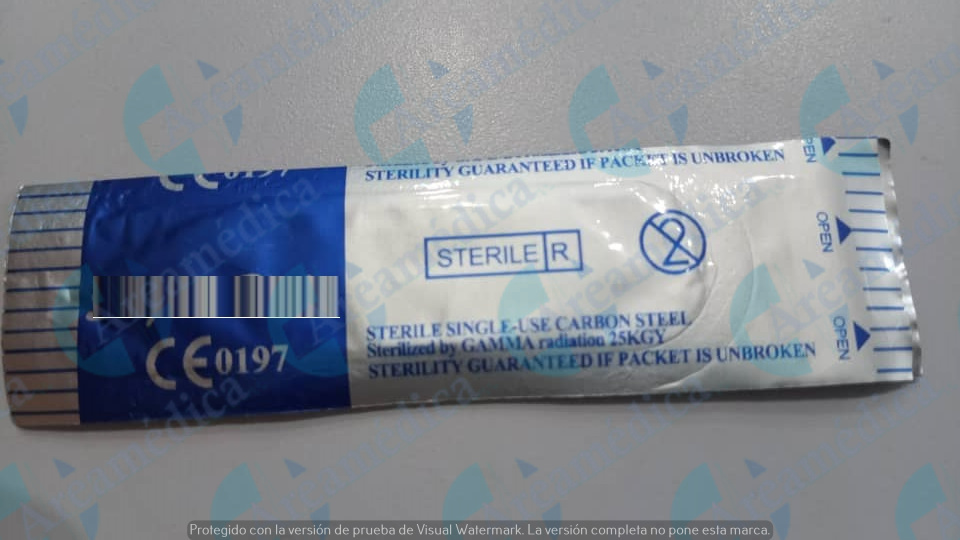 CE 0197
STERILITY GUARANTEED IF PACKET IS UNBROKEN
OPEN
STERILE R
2
OPEN
STERILE SINGLE-USE CARBON STEEL
Sterilized by GAMMA radiation 25KGY
STERILITY GUARANTEED IF PACKET IS UNBROKEN
OPEN
CE 0197
Areamédica
Protegido con la versión de prueba de Visual Watermark. La versión completa no pone esta marca.